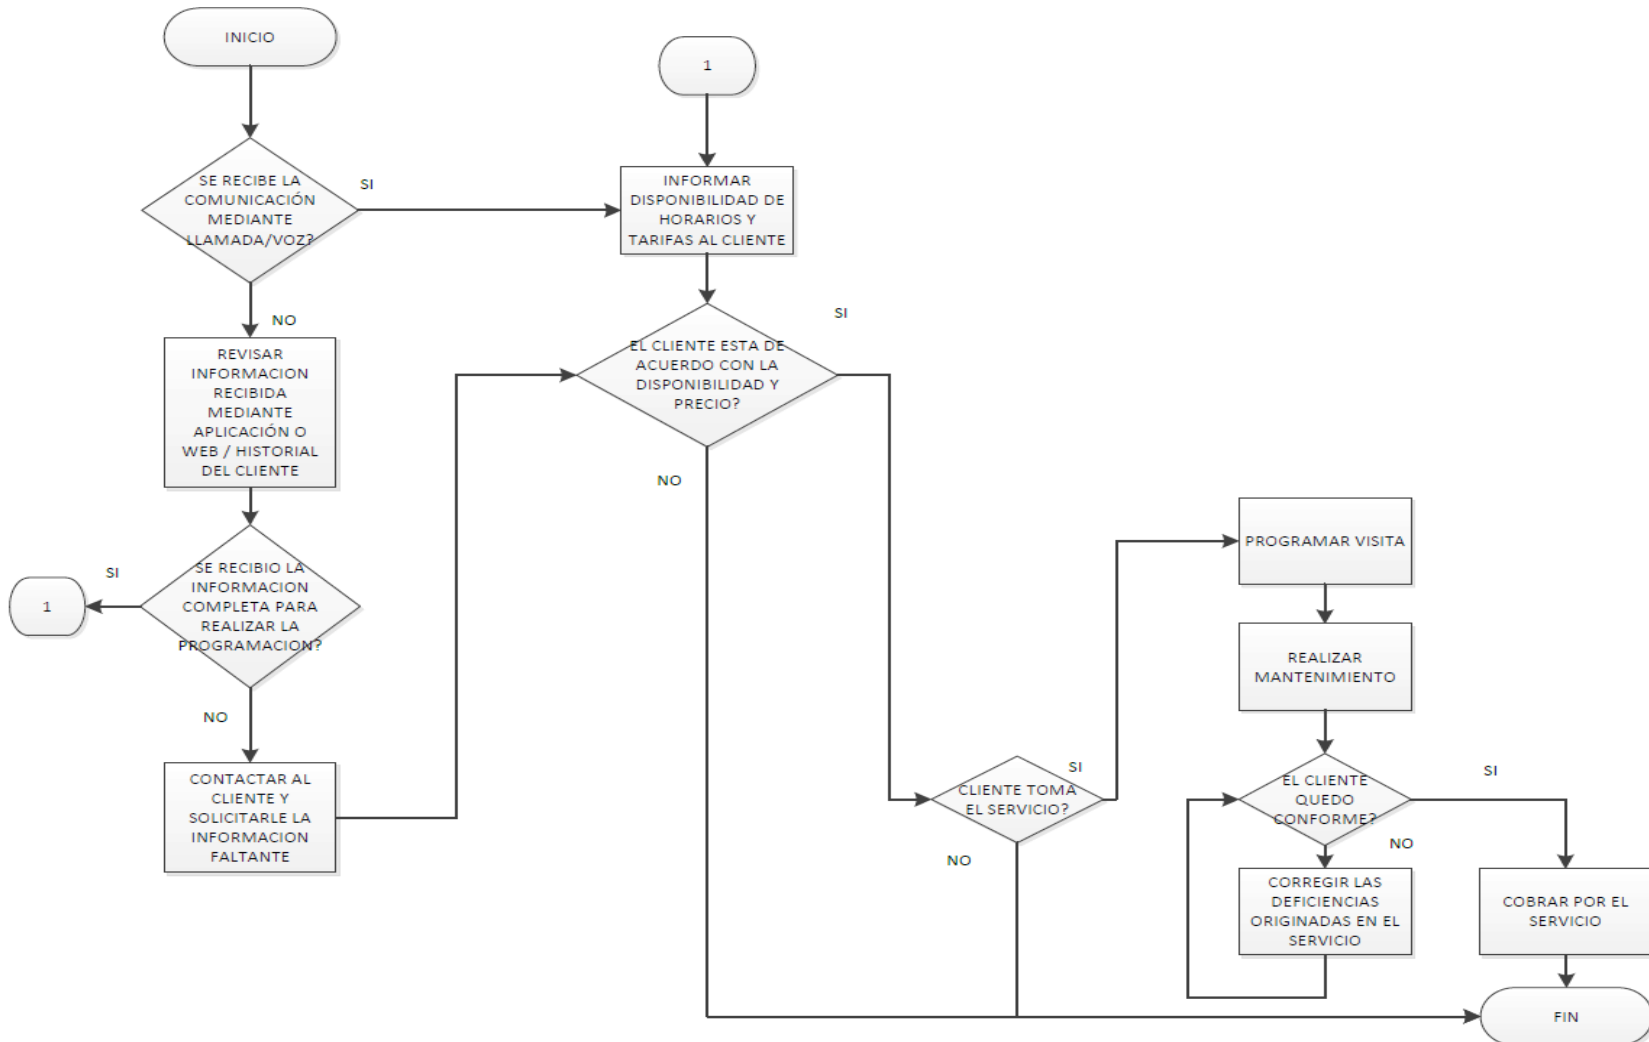 INICIO
1
SE RECIBE LA
COMUNICACIÓN
MEDIANTE
LLAMADA/VOZ?
SI
INFORMAR
DISPONIBILIDAD DE
HORARIOS Y
TARIFAS AL CLIENTE
NO
REVISAR
INFORMACION
RECIBIDA
MEDIANTE
APLICACIÓN O
WEB / HISTORIAL
DEL CLIENTE
EL CLIENTE ESTA DE
ACUERDO CON LA
DISPONIBILIDAD Y
PRECIO?
SI
NO
SE RECIBIO LA
INFORMACION
COMPLETA PARA
REALIZAR LA
PROGRAMACION?
SI
1
NO
CONTACTAR AL
CLIENTE Y
SOLICITARLE LA
INFORMACION
FALTANTE
CLIENTE TOMA
EL SERVICIO?
SI
NO
PROGRAMAR VISITA
REALIZAR
MANTENIMIENTO
EL CLIENTE
QUEDO
CONFORME?
SI
NO
CORREGIR LAS
DEFICIENCIAS
ORIGINADAS EN EL
SERVICIO
COBRAR POR EL
SERVICIO
FIN